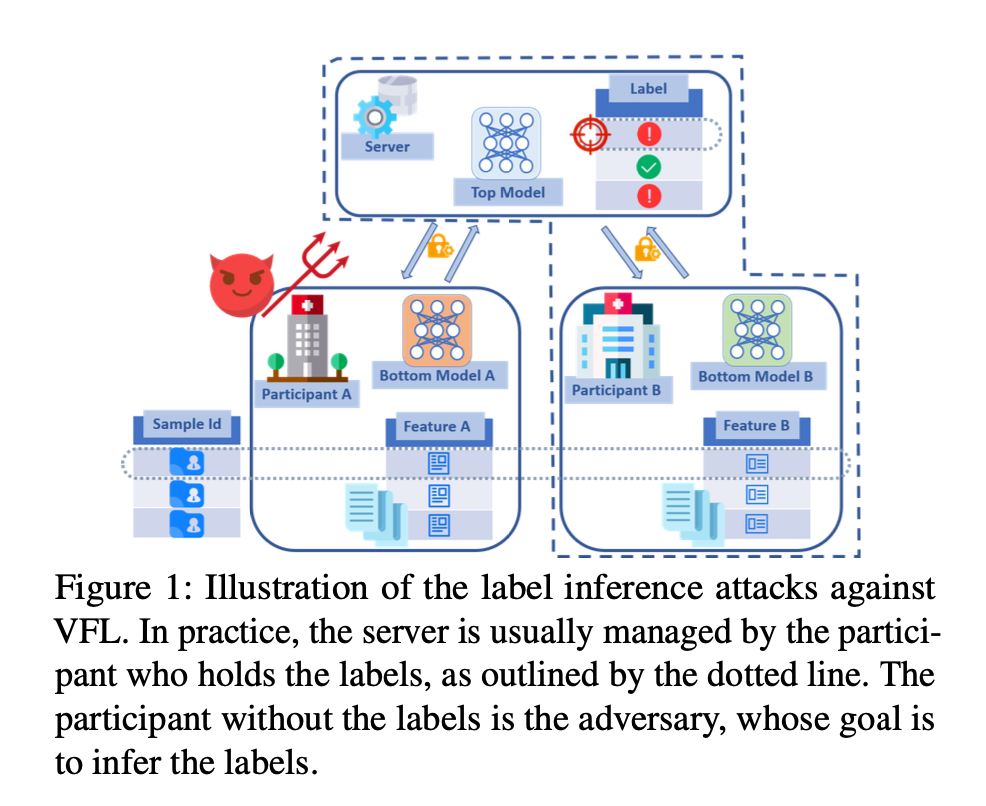 Label
Server
Top Model
Participant A
Bottom Model A
Participant B
Bottom Model B
Sample Id
Feature A
Feature B
Figure 1: Illustration of the label inference attacks against
VFL. In practice, the server is usually managed by the partici-
pant who holds the labels, as outlined by the dotted line. The
participant without the labels is the adversary, whose goal is
to infer the labels.